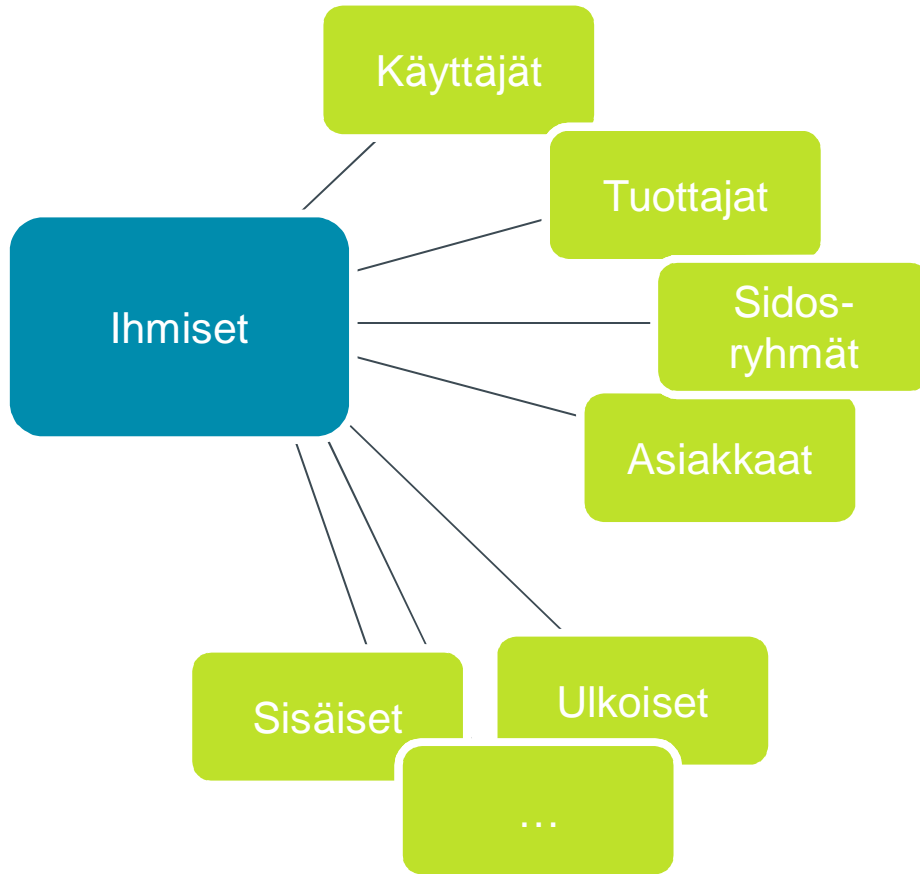 Käyttäjät
Tuottajat
Ihmiset
Sidos-
ryhmät
Asiakkaat
Ulkoiset
Sisäiset
…